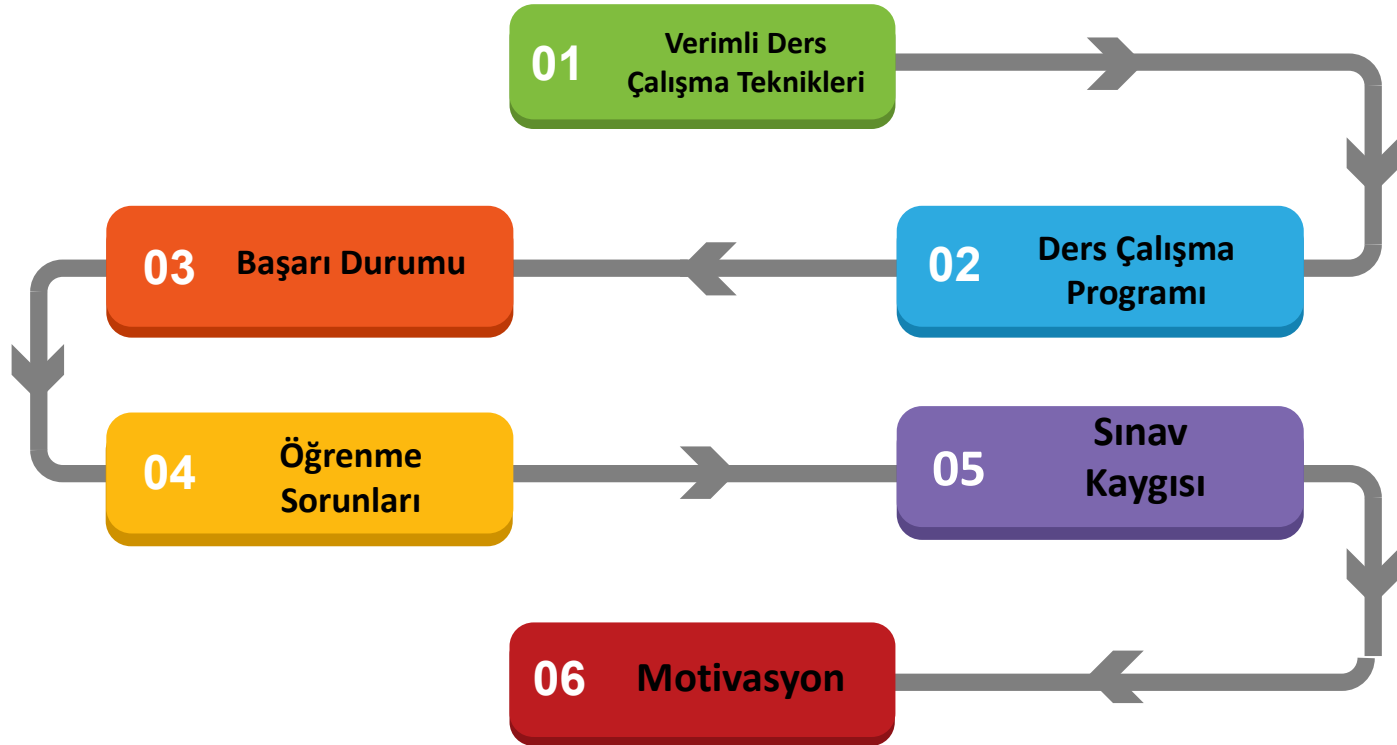 01
Verimli Ders
Çalışma Teknikleri
02
Ders Çalışma
Programı
03
Başarı Durumu
04
Öğrenme
Sorunları
05
Sınav
Kaygısı
06
Motivasyon